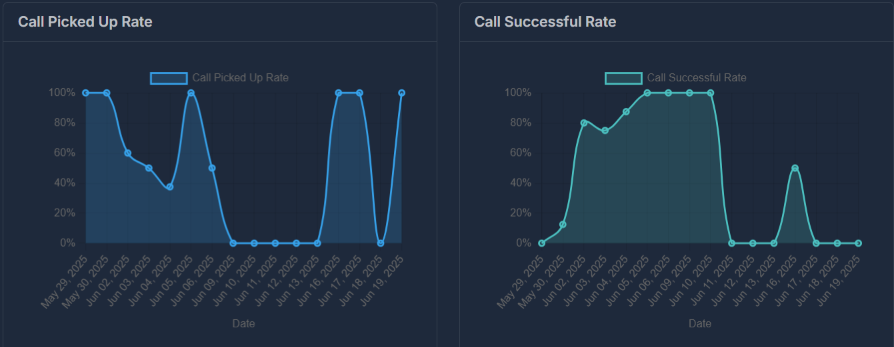 Call Picked Up Rate
Call Picked Up Rate
100%
80%
60%
40%
20%
0%
May 29, 2025
May 30, 2025
Jun 02, 2025
Jun 03, 2025
Jun 04, 2025
Jun 05, 2025
Jun 06, 2025
Jun 09, 2025
Jun 10, 2025
Jun 11, 2025
Jun 12, 2025
Jun 13, 2025
Jun 16, 2025
Jun 17, 2025
Jun 18, 2025
Jun 19, 2025
Date
Call Successful Rate
Call Successful Rate
100%
80%
60%
40%
20%
0%
May 29, 2025
May 30, 2025
Jun 02, 2025
Jun 03, 2025
Jun 04, 2025
Jun 05, 2025
Jun 06, 2025
Jun 09, 2025
Jun 10, 2025
Jun 11, 2025
Jun 12, 2025
Jun 13, 2025
Jun 16, 2025
Jun 17, 2025
Jun 18, 2025
Jun 19, 2025
Date